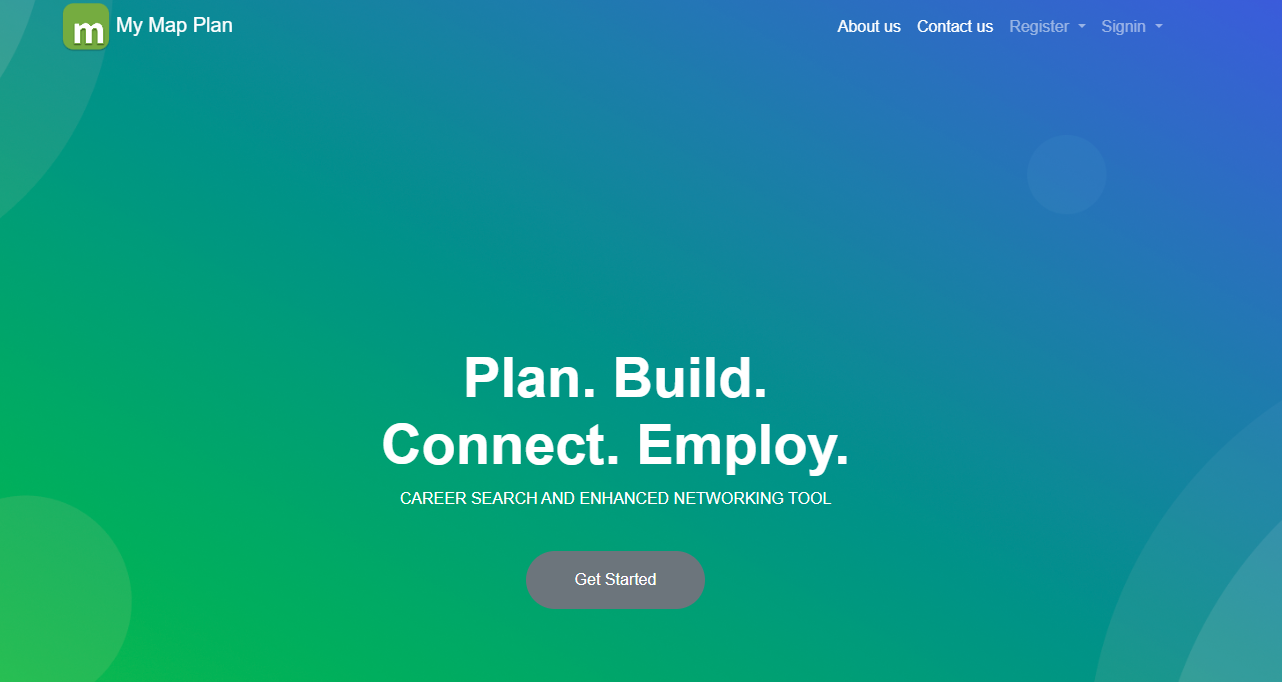 m My Map Plan
About us Contact us Register Signin
Plan. Build.
Connect. Employ.
CAREER SEARCH AND ENHANCED NETWORKING TOOL
Get Started